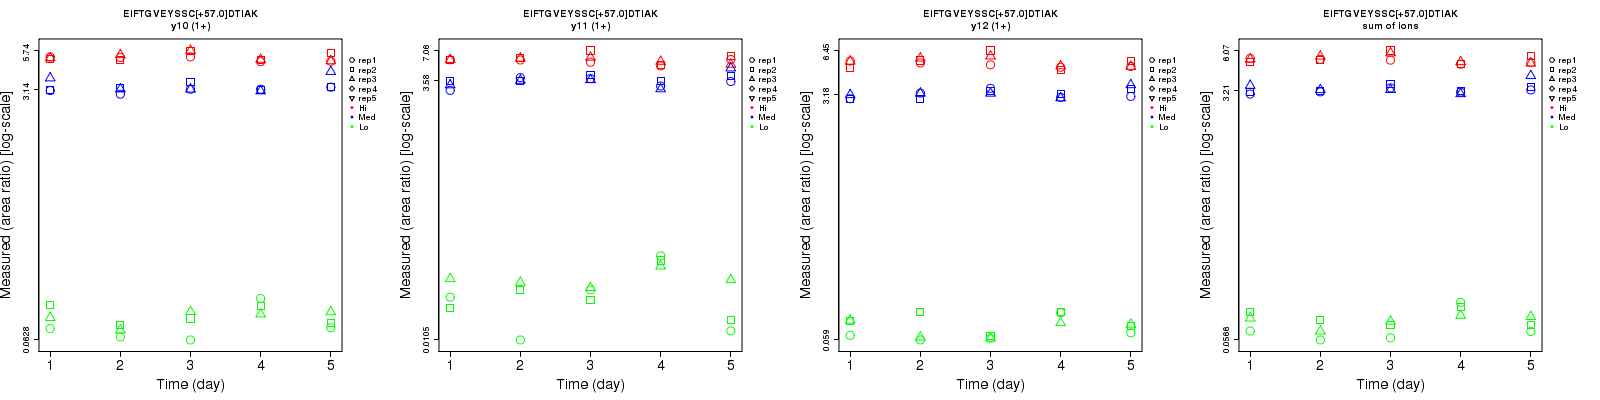 EIFTGVEYSSC[+57.0]DTIAK
y10 (1+)
Measured (area ratio) [log-scale]
5.74
3.14
0.0628
1 2 3 4 5
Time (day)
rep1
rep2
rep3
rep4
rep5
Hi
Med
Lo
EIFTGVEYSSC[+57.0]DTIAK
y11 (1+)
Measured (area ratio) [log-scale]
7.06
3.58
0.0105
1 2 3 4 5
Time (day)
rep1
rep2
rep3
rep4
rep5
Hi
Med
Lo
EIFTGVEYSSC[+57.0]DTIAK
y12 (1+)
Measured (area ratio) [log-scale]
6.45
3.18
0.059
1 2 3 4 5
Time (day)
rep1
rep2
rep3
rep4
rep5
Hi
Med
Lo
EIFTGVEYSSC[+57.0]DTIAK
sum of ions
Measured (area ratio) [log-scale]
6.07
3.21
0.0566
1 2 3 4 5
Time (day)
rep1
rep2
rep3
rep4
rep5
Hi
Med
Lo